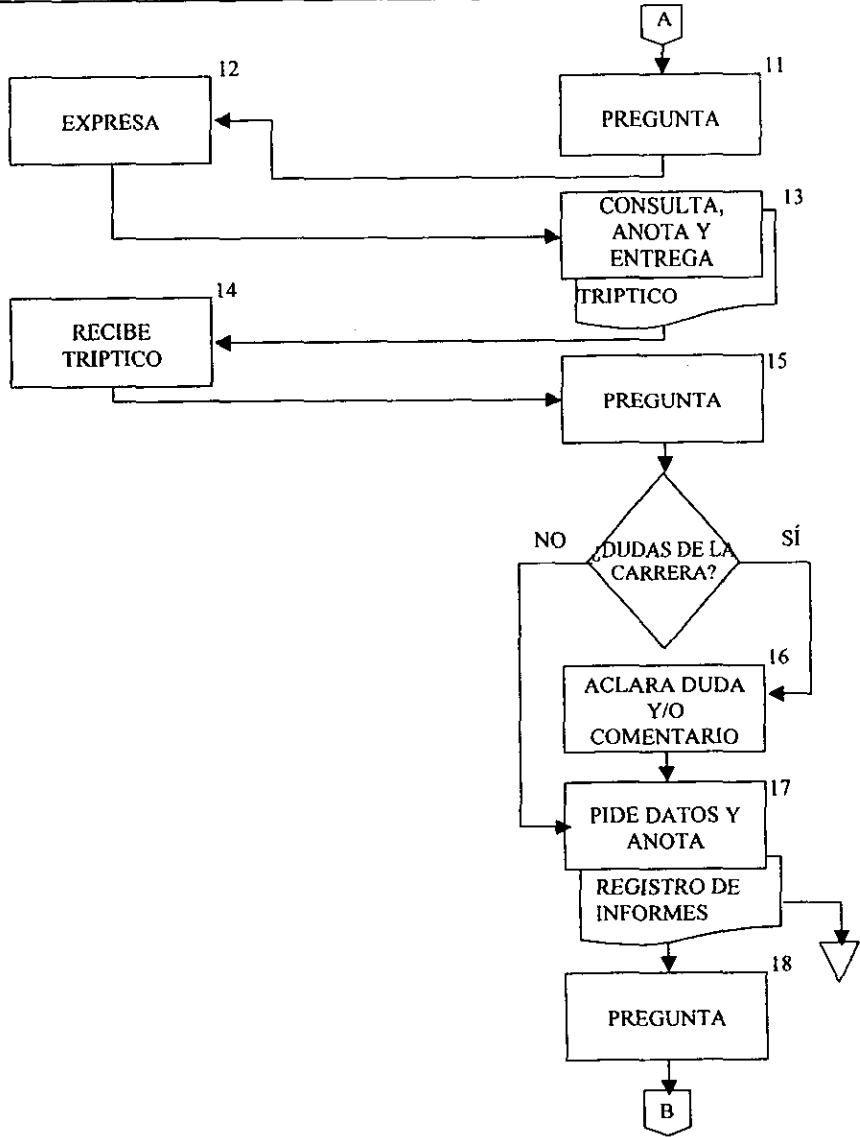 A
12
EXPRESA
11
PREGUNTA
13
CONSULTA,
ANOTA Y
ENTREGA
TRIPTICO
14
RECIBE
TRIPTICO
15
PREGUNTA
NO
¿DUDAS DE LA
CARRERA?
SÍ
16
ACLARA DUDA
Y/O
COMENTARIO
17
PIDE DATOS Y
ANOTA
REGISTRO DE
INFORMES
18
PREGUNTA
B